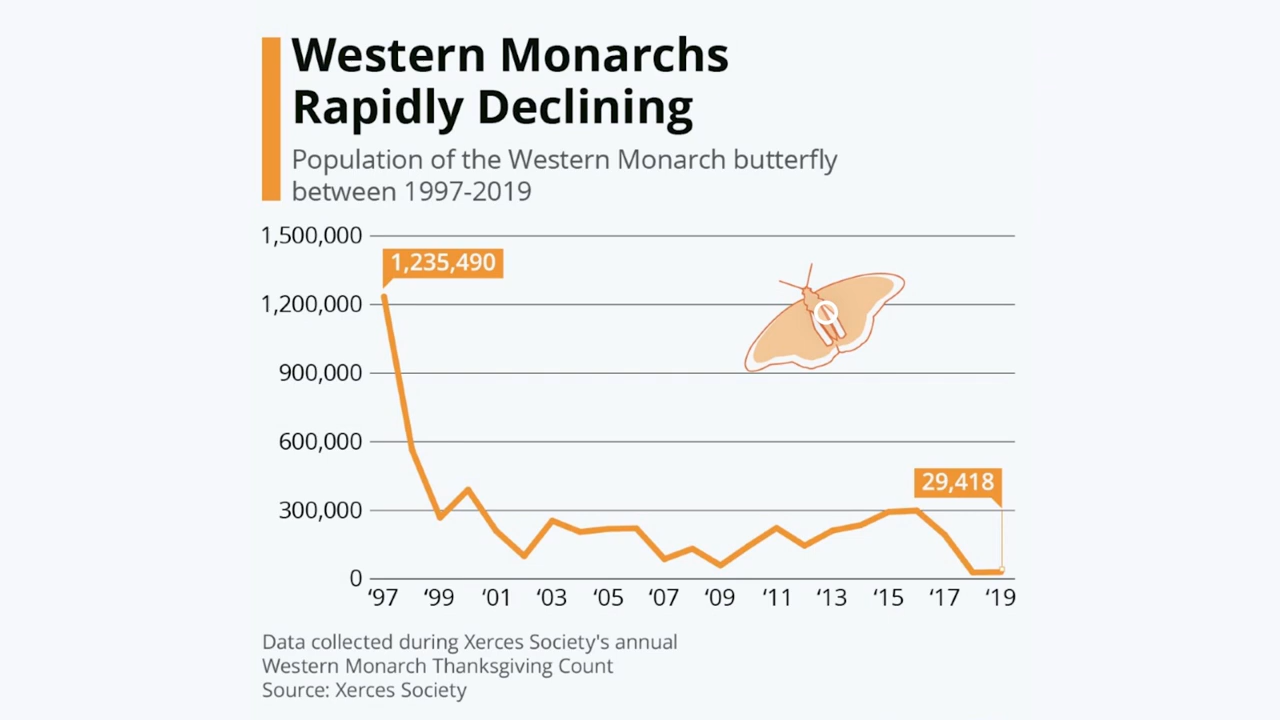 Western Monarchs
Rapidly Declining
Population of the Western Monarch butterfly
between 1997-2019
1,500,000
1,235,490
1,200,000
900,000
600,000
29,418
300,000
0
‘97 ‘99 ‘01 ‘03 ‘05 ‘07 ‘09 ‘11 ‘13 ‘15 ‘17 ‘19
Data collected during Xerces Society's annual
Western Monarch Thanksgiving Count
Source: Xerces Society